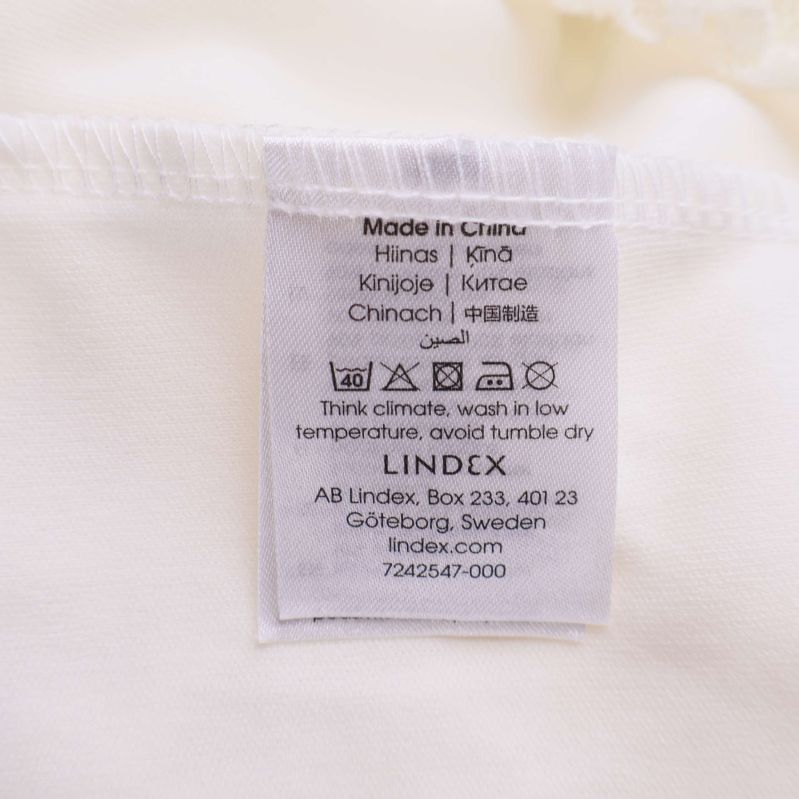 Made in China
Hiinas | Ķīnā
Kinijoje | Китае
Chinach | 中国制造
الصين
40
Think climate, wash in low
temperature, avoid tumble dry
LINDEX
AB Lindex, Box 233, 401 23
Göteborg, Sweden
lindex.com
7242547-000